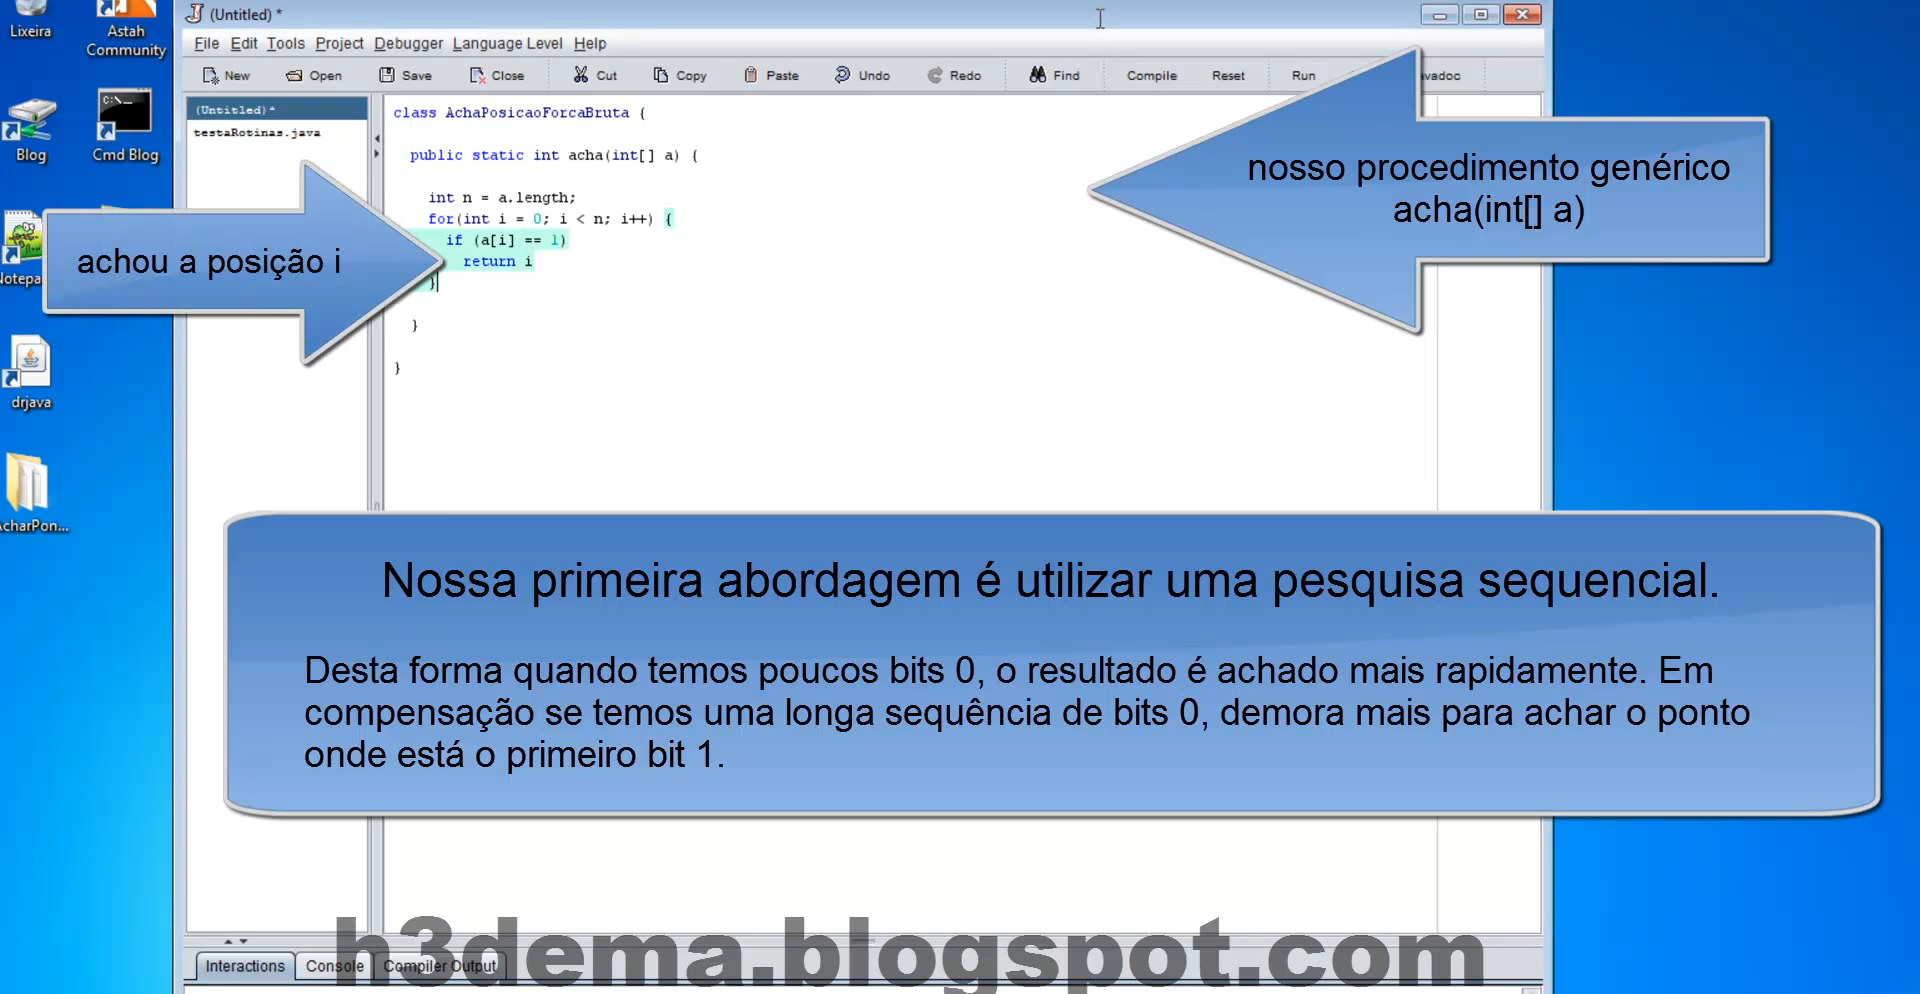 Lixeira
Astah
Community
Blog
Cmd Blog
drjava
(Untitled) *
File Edit Tools Project Debugger Language Level Help
New Open Save Close Cut Copy Paste Undo Redo Find Compile Reset Run
(Untitled)*
testaRotinas.java
class AchaPosicaoForcaBruta {
public static int acha(int[] a) {
int n = a.length;
for(int i = 0; i < n; i++) {
if (a[i] == 1)
return i
}
}
}
nosso procedimento genérico
acha(int[] a)
achou a posição i
Nossa primeira abordagem é utilizar uma pesquisa sequencial.
Desta forma quando temos poucos bits 0, o resultado é achado mais rapidamente. Em
compensação se temos uma longa sequência de bits 0, demora mais para achar o ponto
onde está o primeiro bit 1.
Interactions Console Compiler Output
h3dema.blogspot.com